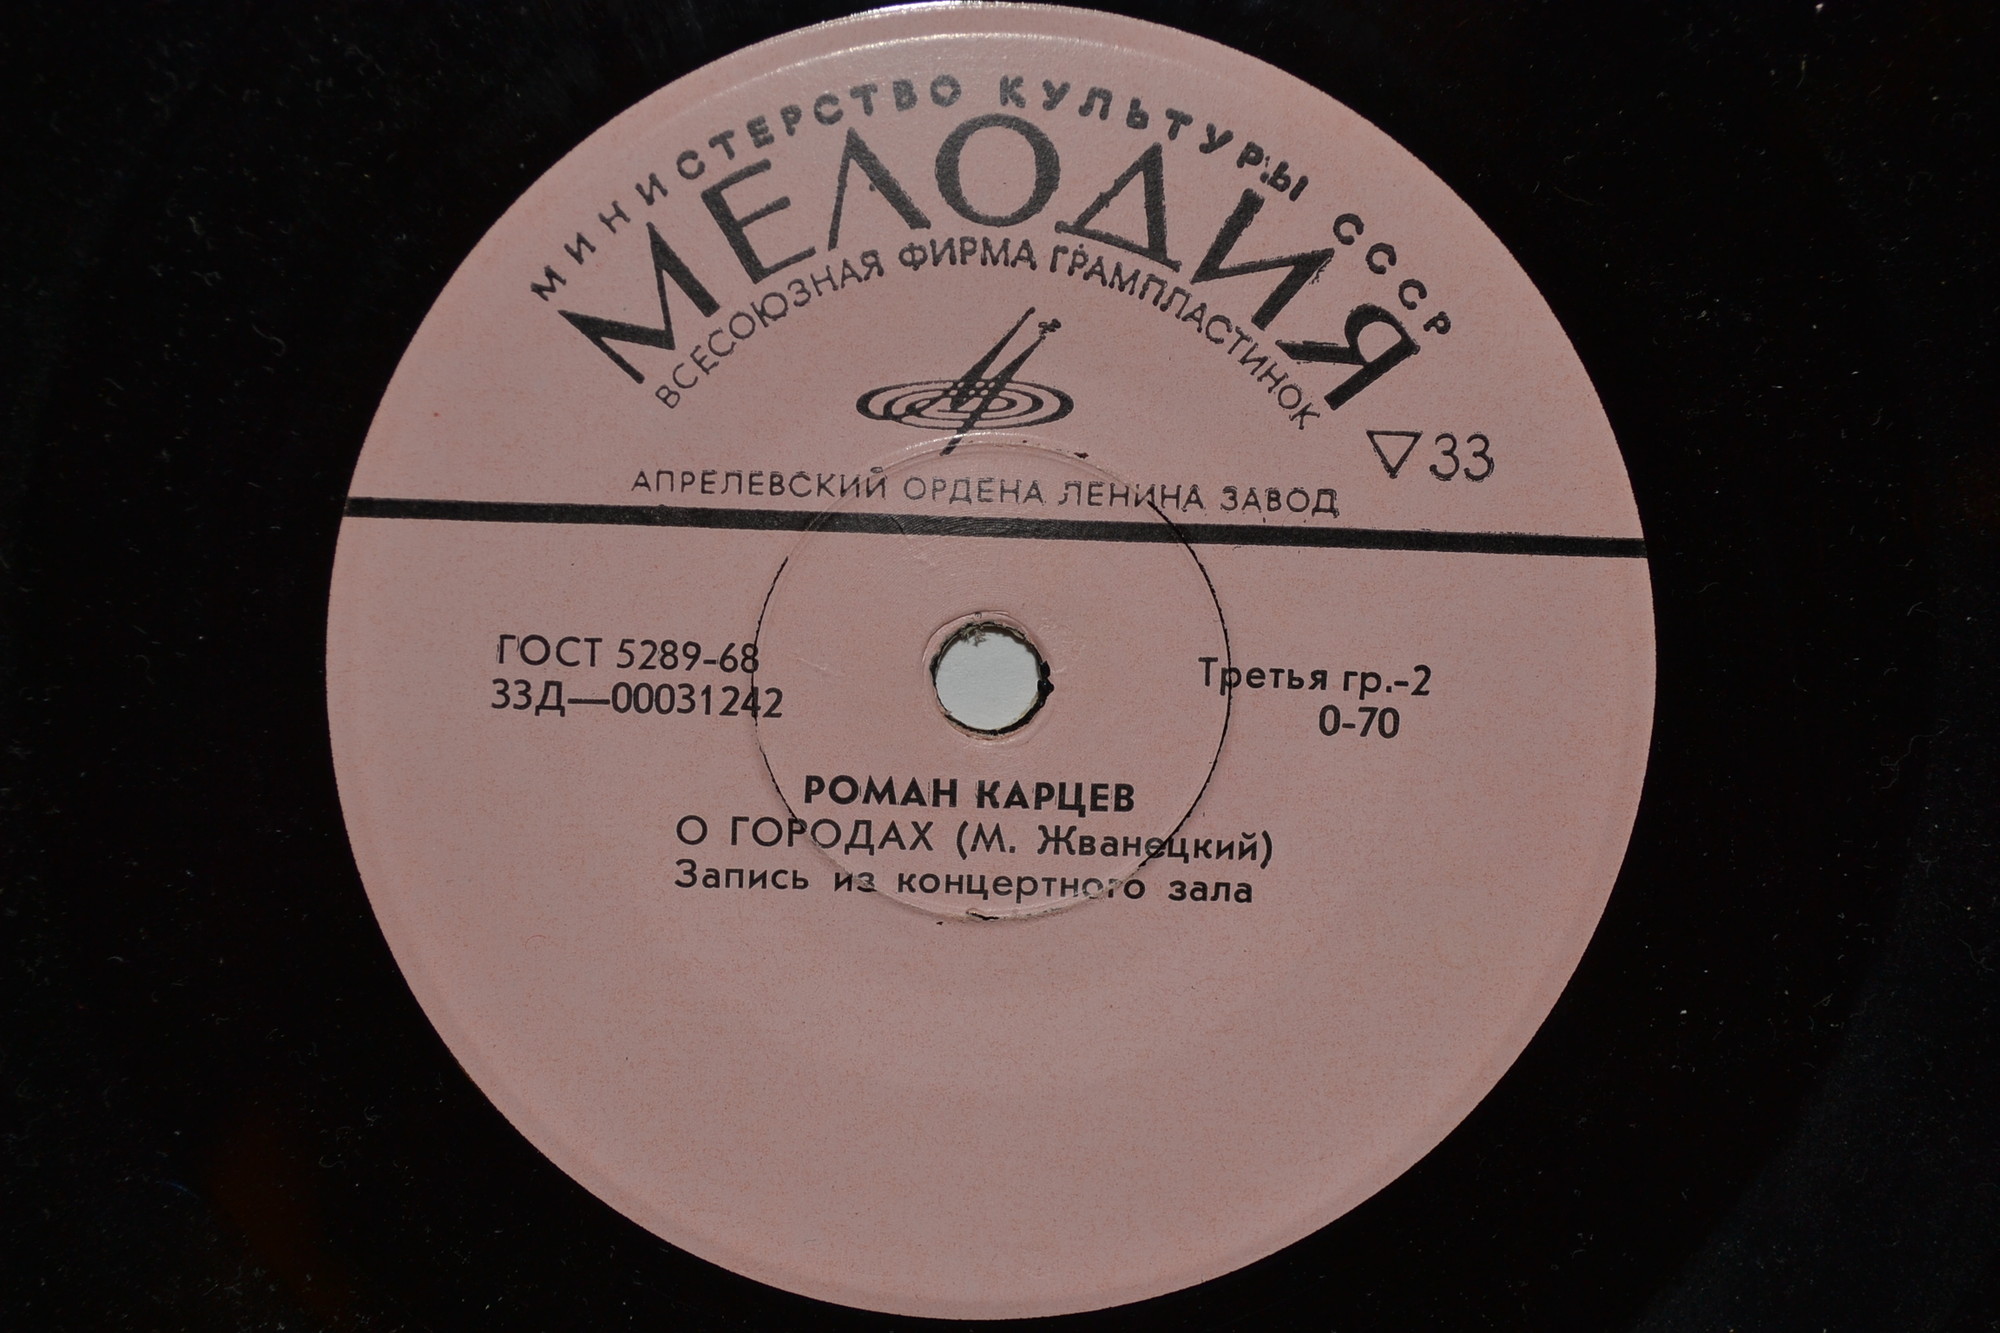 МИНИСТЕРСТВО КУЛЬТУРЫ СССР
МЕЛОДИЯ
ВСЕСОЮЗНАЯ ФИРМА ГРАМПЛАСТИНОК
▽33
АПРЕЛЕВСКИЙ ОРДЕНА ЛЕНИНА ЗАВОД
ГОСТ 5289-68
33Д—00031242
Третья гр.-2
0-70
РОМАН КАРЦЕВ
О ГОРОДАХ (М. Жванецкий)
Запись из концертного зала